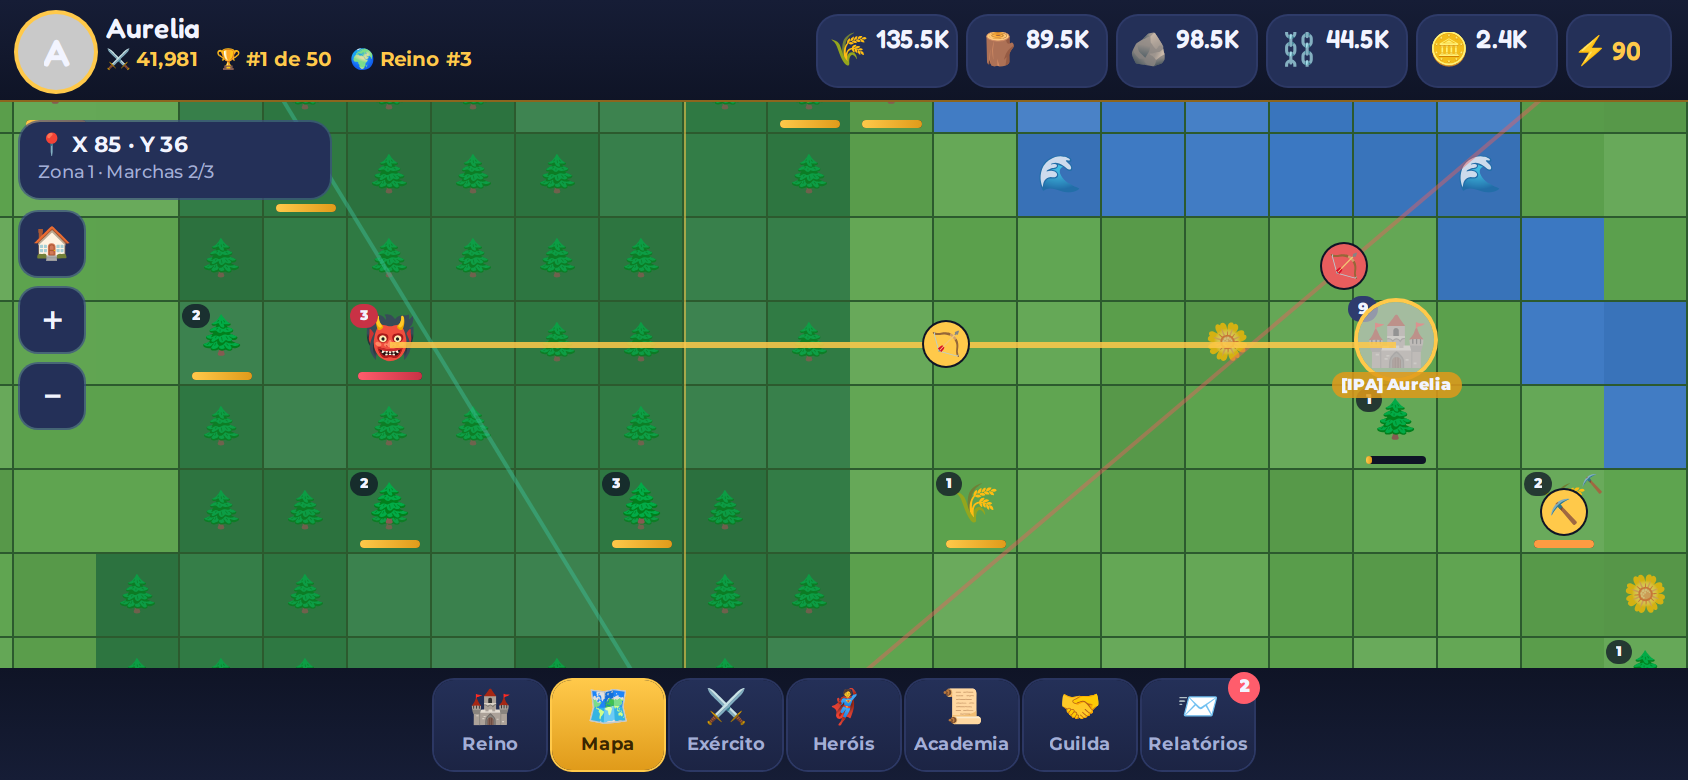 A
Aurelia
41,981 #1 de 50 Reino #3
135.5K 89.5K 98.5K 44.5K 2.4K 90
X 85 · Y 36
Zona 1 · Marchas 2/3
+
−
2
3
9
[IPA] Aurelia
1
2
3
1
2
1
Reino
Mapa
Exército
Heróis
Academia
Guilda
Relatórios
2